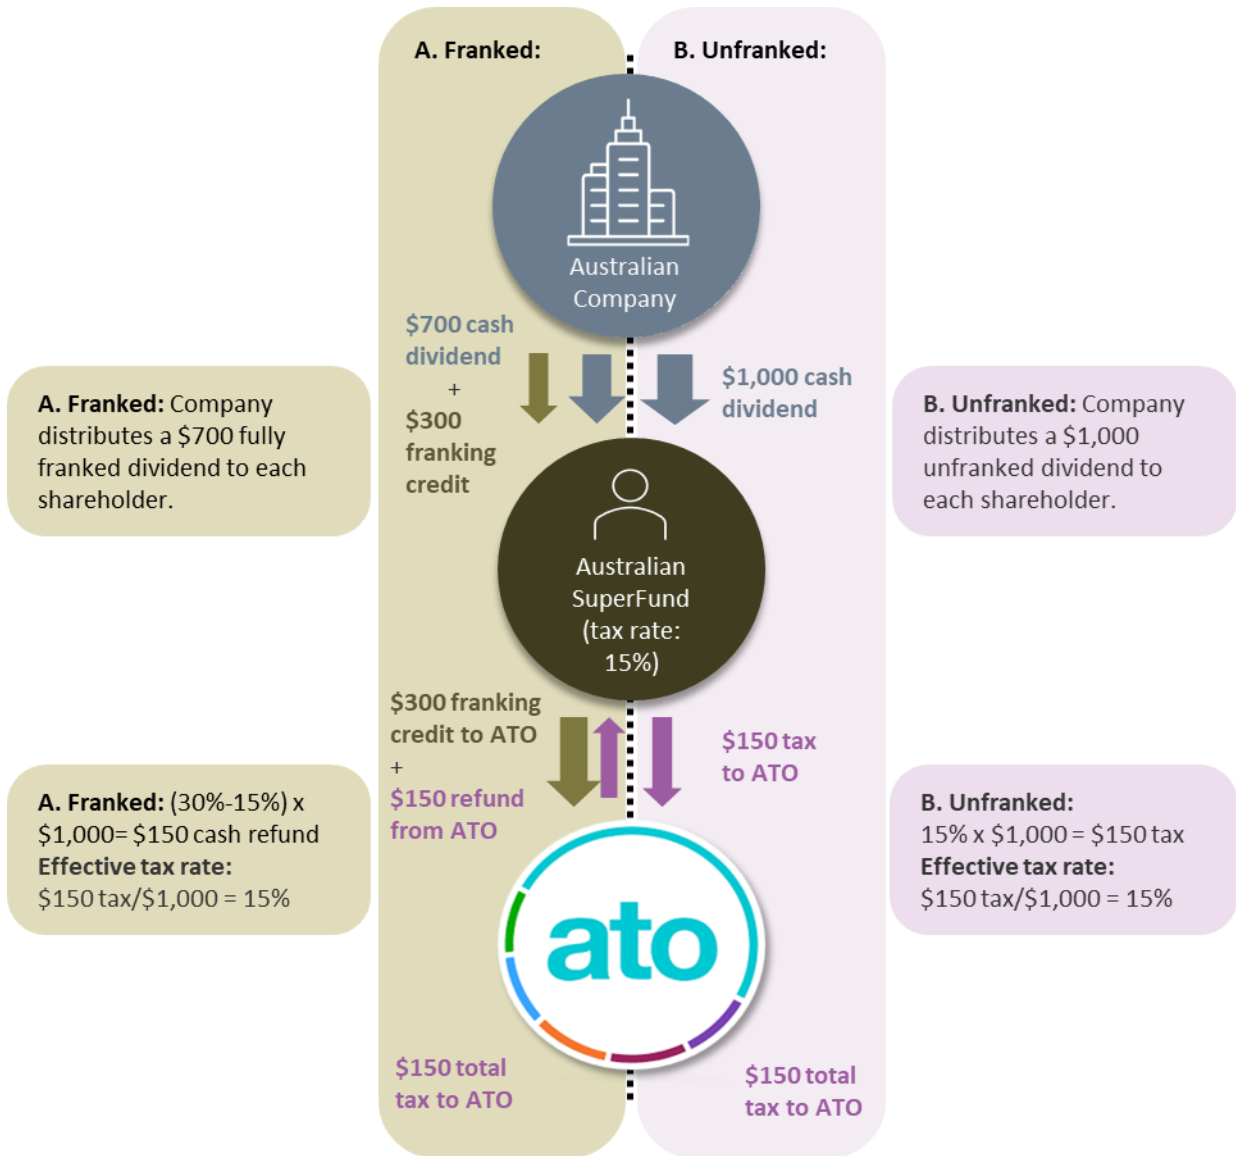 A. Franked:
B. Unfranked:
Australian
Company
$700 cash
dividend
+
$300
franking
credit
$1,000 cash
dividend
A. Franked: Company
distributes a $700 fully
franked dividend to each
shareholder.
B. Unfranked: Company
distributes a $1,000
unfranked dividend to
each shareholder.
Australian
SuperFund
(tax rate:
15%)
$300 franking
credit to ATO
+
$150 refund
from ATO
$150 tax
to ATO
A. Franked: (30%-15%) x
$1,000= $150 cash refund
Effective tax rate:
$150 tax/$1,000 = 15%
B. Unfranked:
15% x $1,000 = $150 tax
Effective tax rate:
$150 tax/$1,000 = 15%
ato
$150 total
tax to ATO
$150 total
tax to ATO